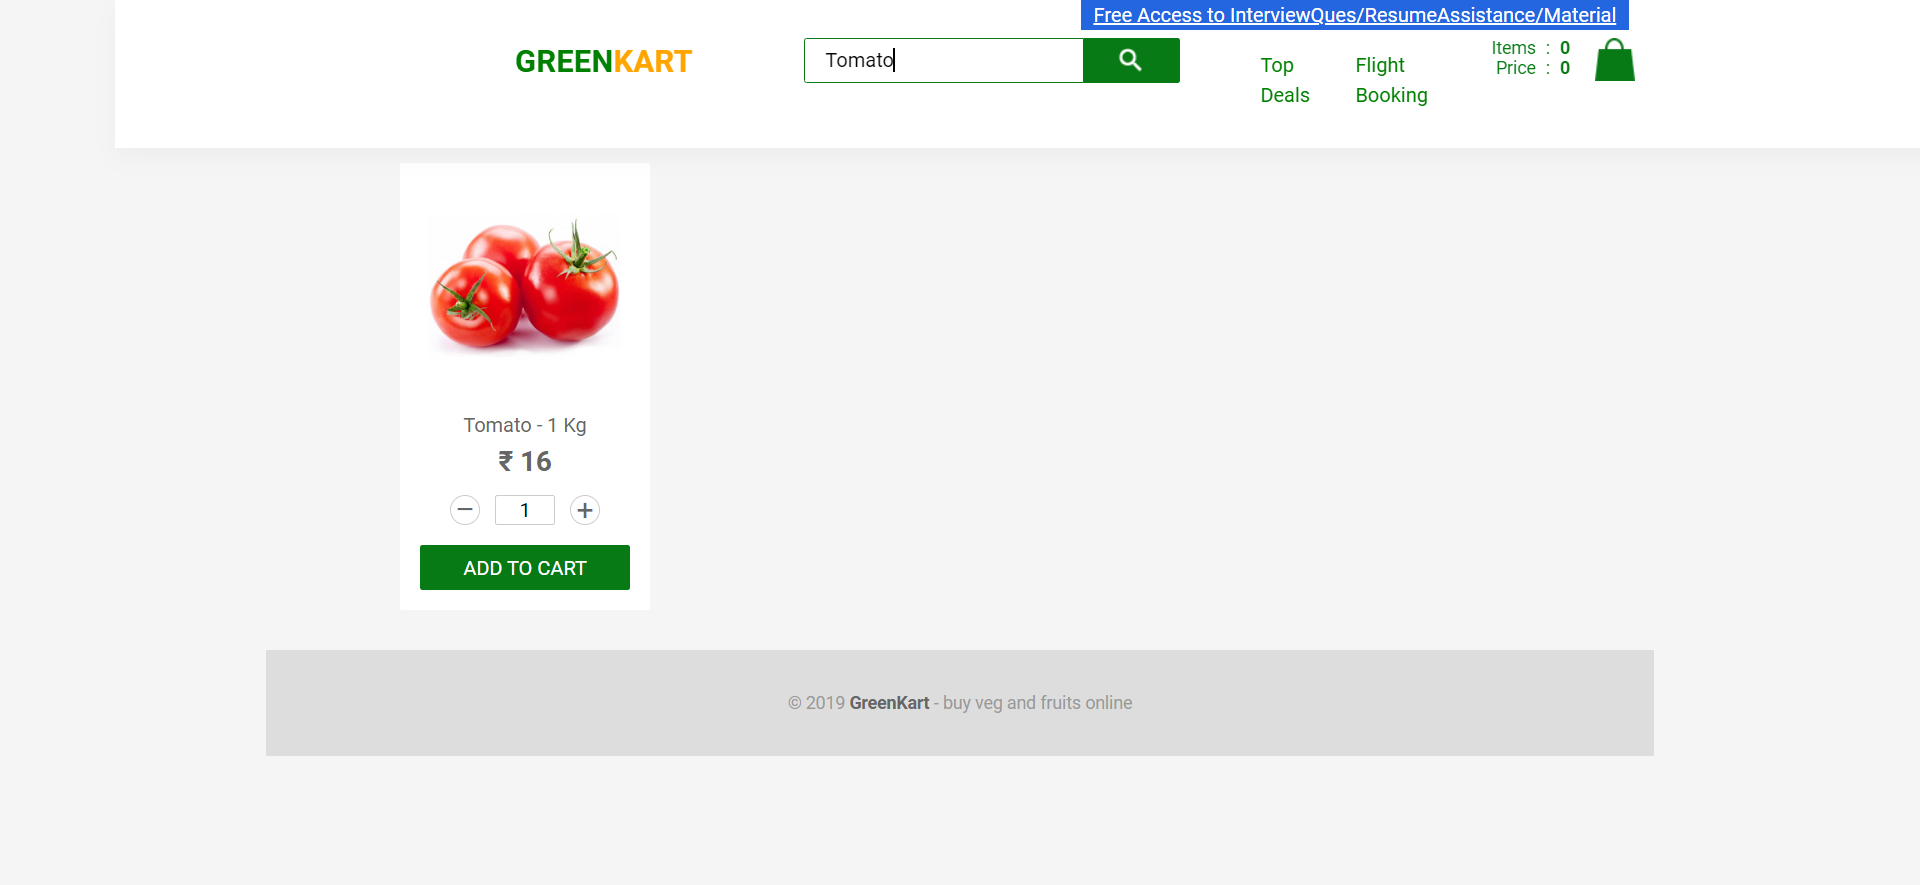 Free Access to InterviewQues/ResumeAssistance/Material
GREENKART
Tomato
Top Deals
Flight Booking
Items : 0
Price : 0
Tomato - 1 Kg
₹ 16
1
ADD TO CART
© 2019 GreenKart - buy veg and fruits online